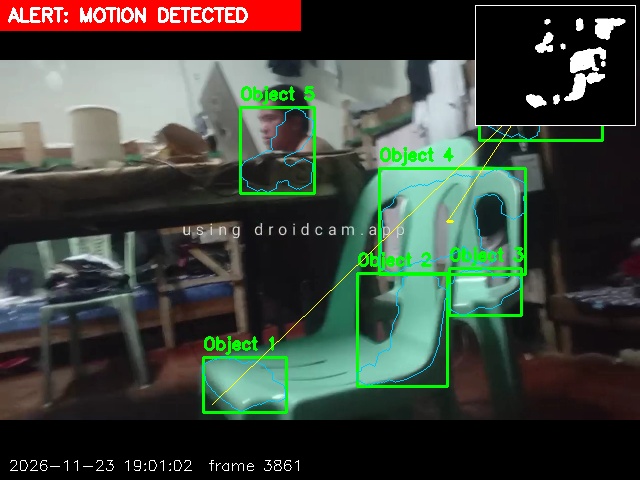 ALERT: MOTION DETECTED
Object 5
Object 4
using droidcam.app
Object 2
Object 3
Object 1
2026-11-23 19:01:02 frame 3861